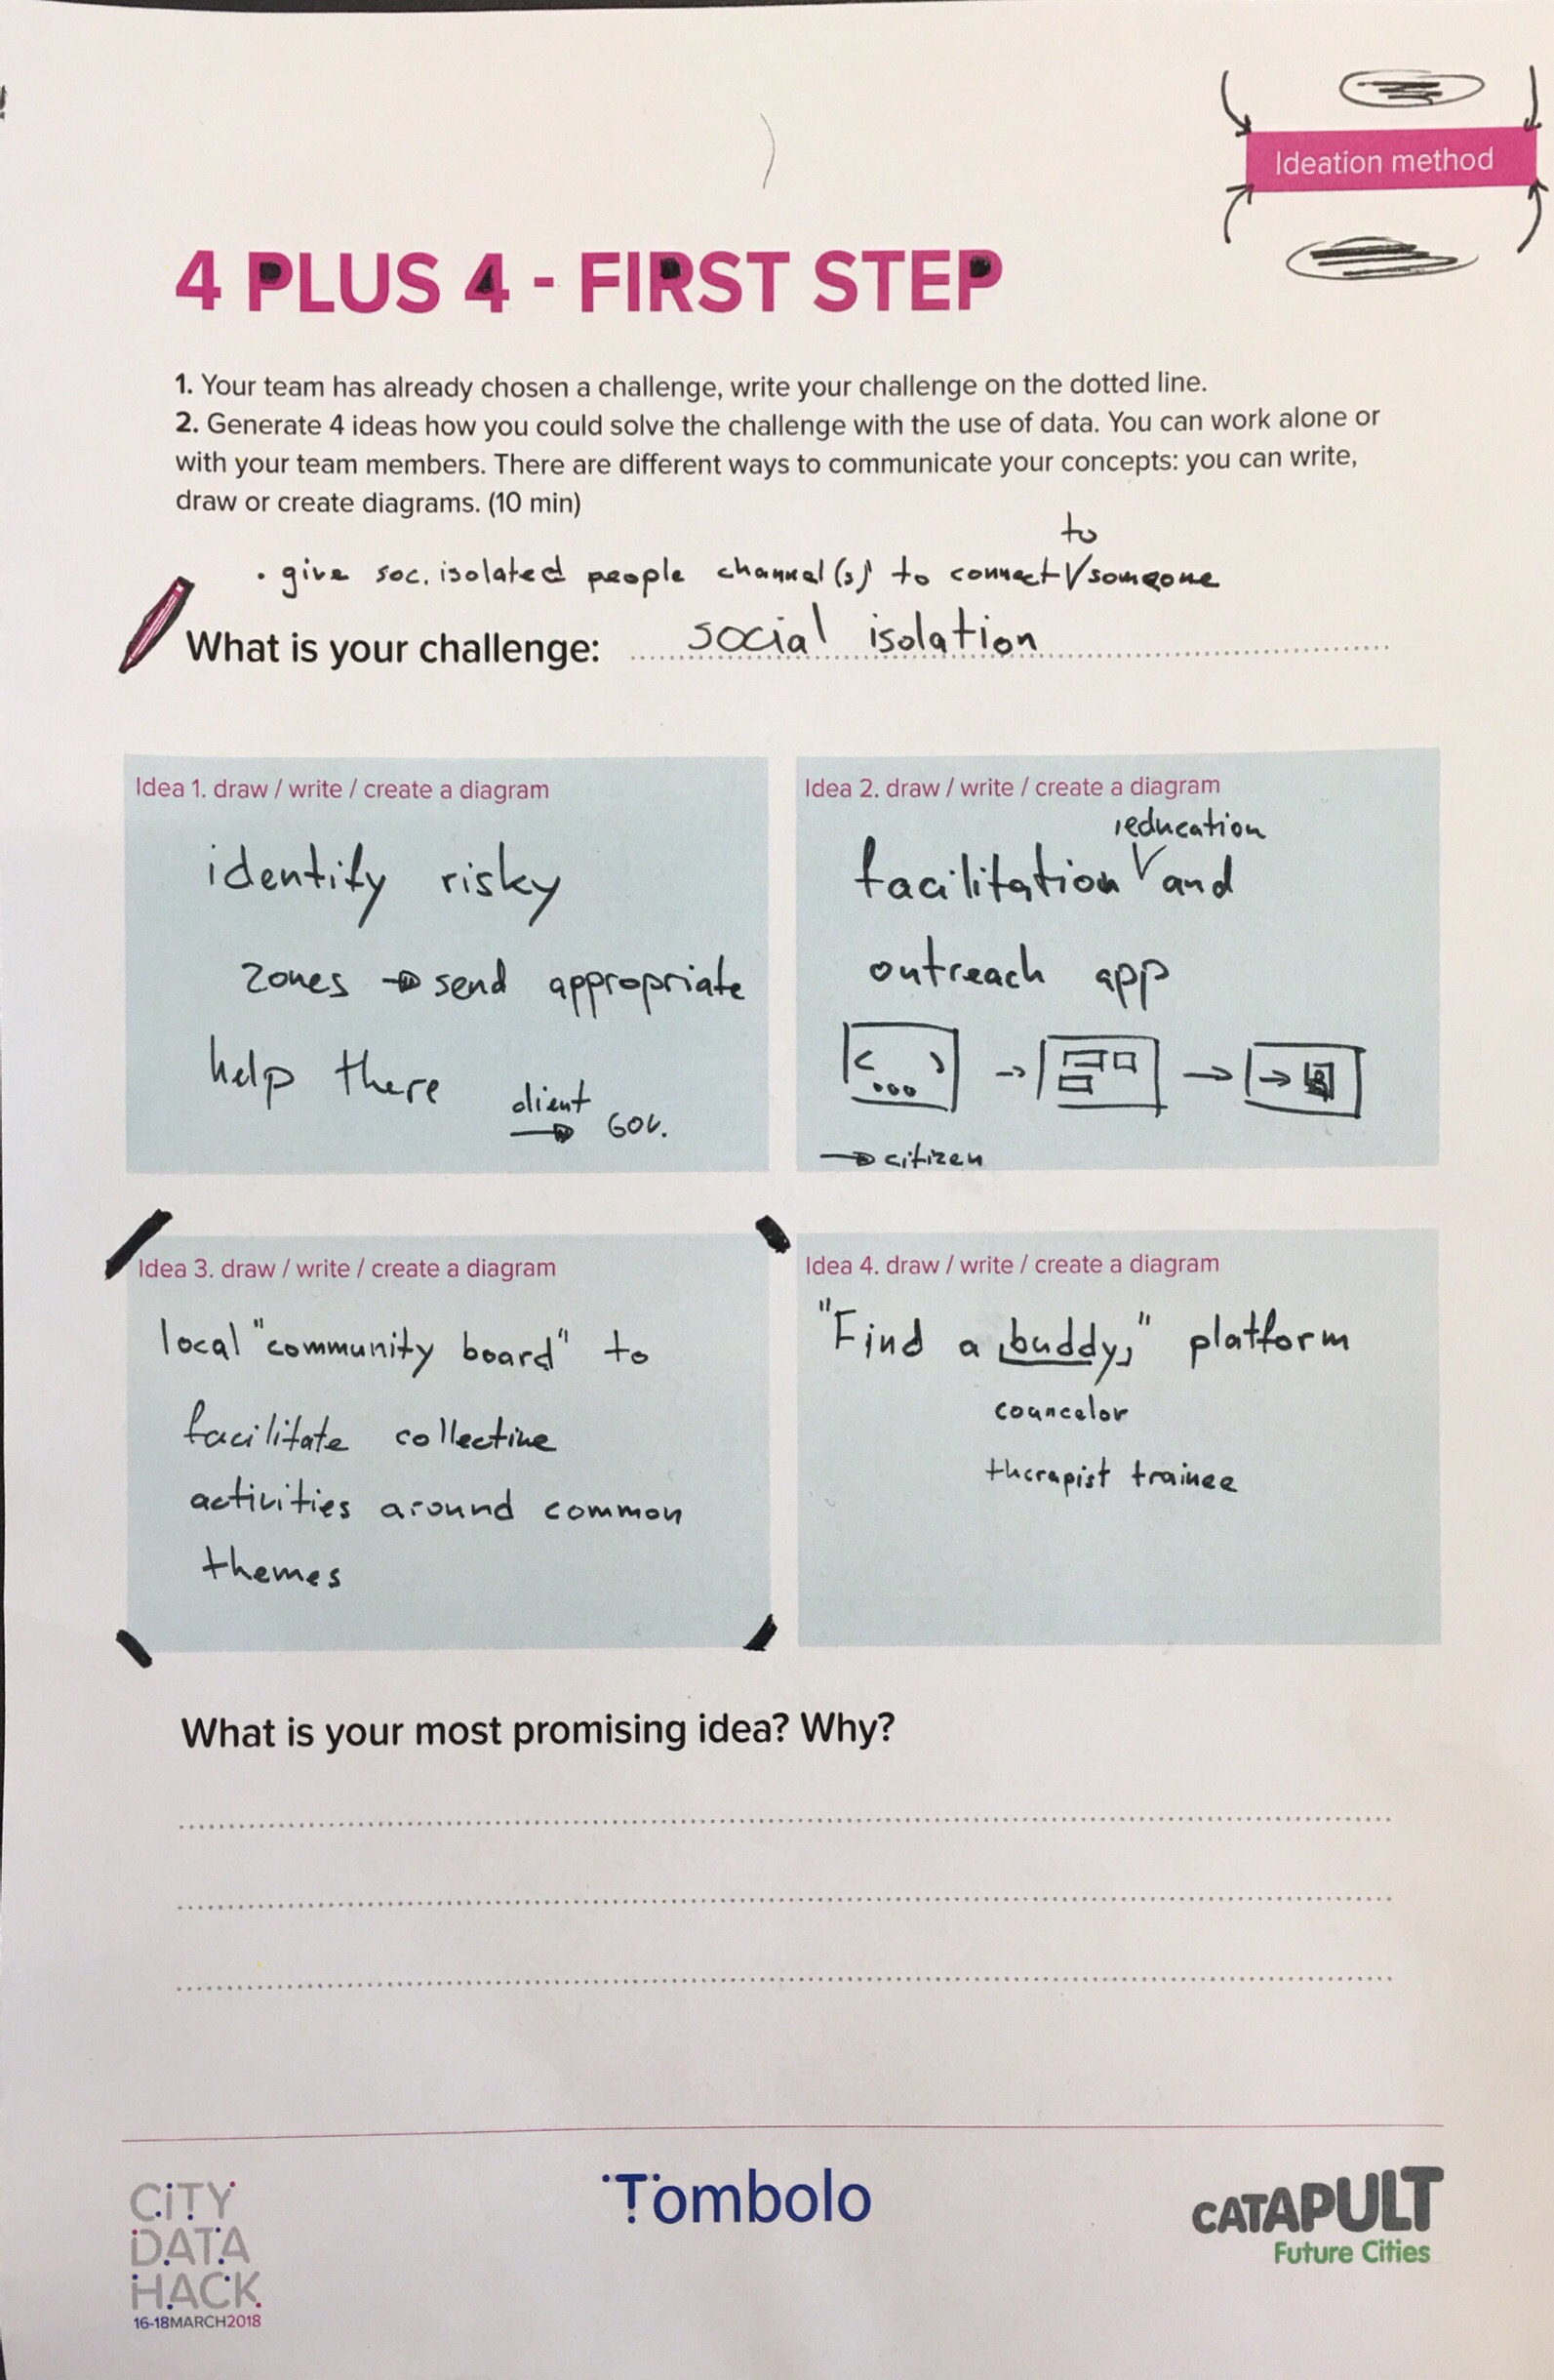 Ideation method
4 PLUS 4 - FIRST STEP
1. Your team has already chosen a challenge, write your challenge on the dotted line.
2. Generate 4 ideas how you could solve the challenge with the use of data. You can work alone or
with your team members. There are different ways to communicate your concepts: you can write,
draw or create diagrams. (10 min)
to
· give soc. isolated people channel(s) to connect someone
What is your challenge: social isolation
Idea 1. draw / write / create a diagram
identify risky
zones → send appropriate
help there
client
→ GOV.
Idea 2. draw / write / create a diagram
, education
facilitation and
outreach app
→ citizen
Idea 3. draw / write / create a diagram
local "community board" to
facilitate collective
activities around common
themes
Idea 4. draw / write / create a diagram
"Find a buddy" platform
councelor
therapist trainee
What is your most promising idea? Why?
CITY
DATA
HACK
16-18MARCH2018
Tombolo
CATAPULT
Future Cities